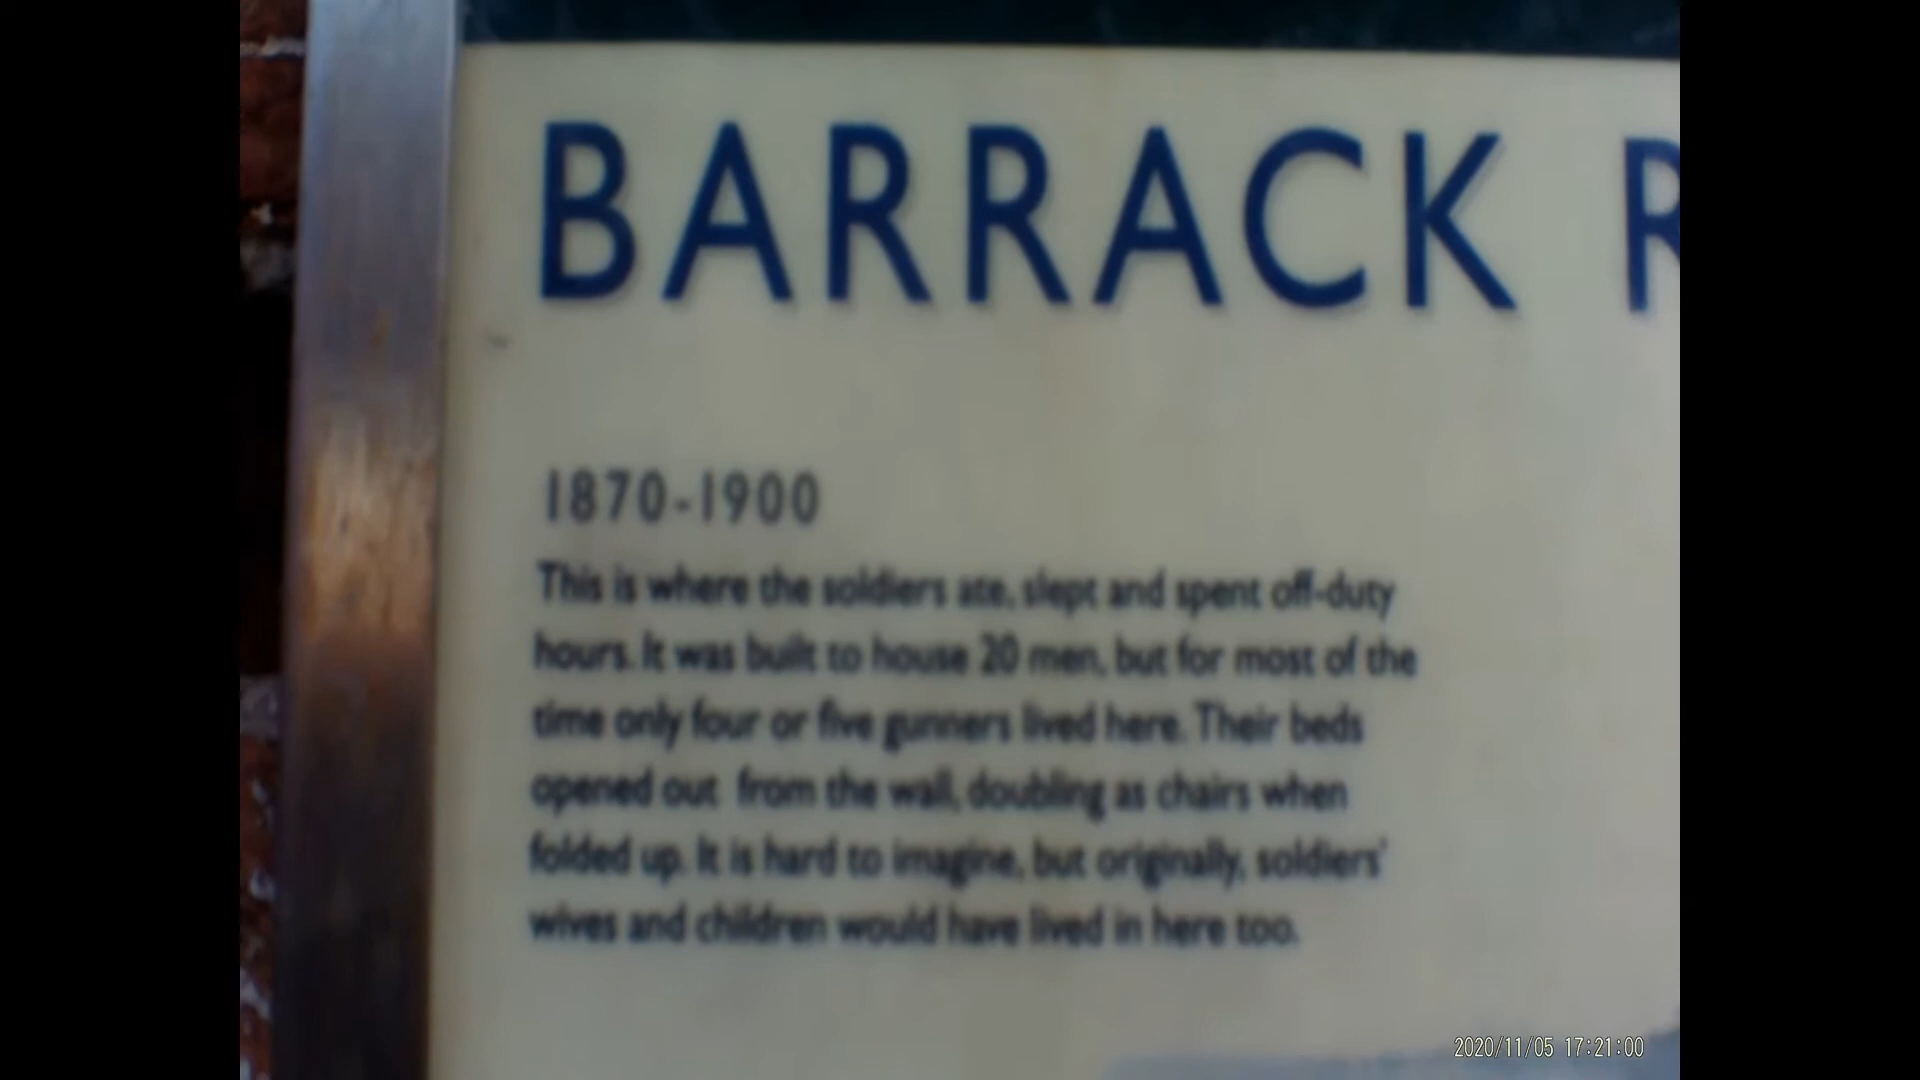 BARRACK R
1870-1900
This is where the soldiers ate, slept and spent off-duty
hours. It was built to house 20 men, but for most of the
time only four or five gunners lived here. Their beds
opened out from the wall, doubling as chairs when
folded up. It is hard to imagine, but originally, soldiers'
wives and children would have lived in here too.
2020/11/05 17:21:00